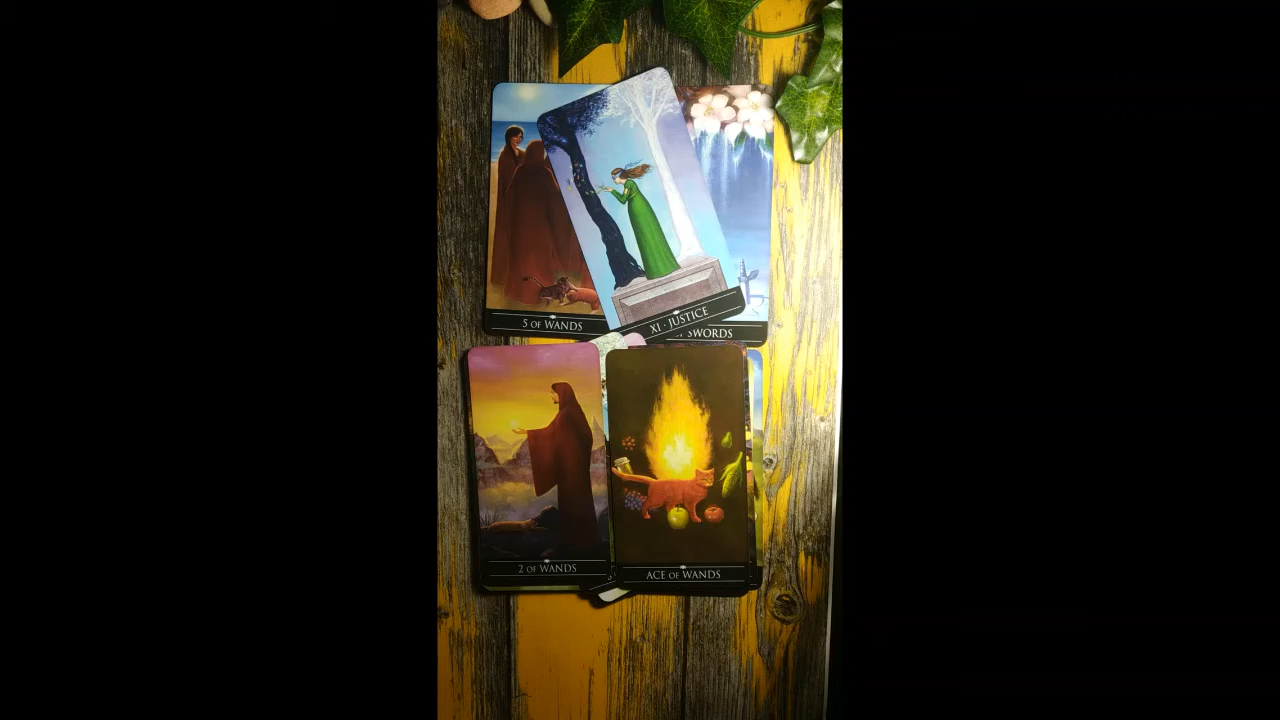 5 OF WANDS
XI · JUSTICE
SWORDS
2 OF WANDS
ACE OF WANDS